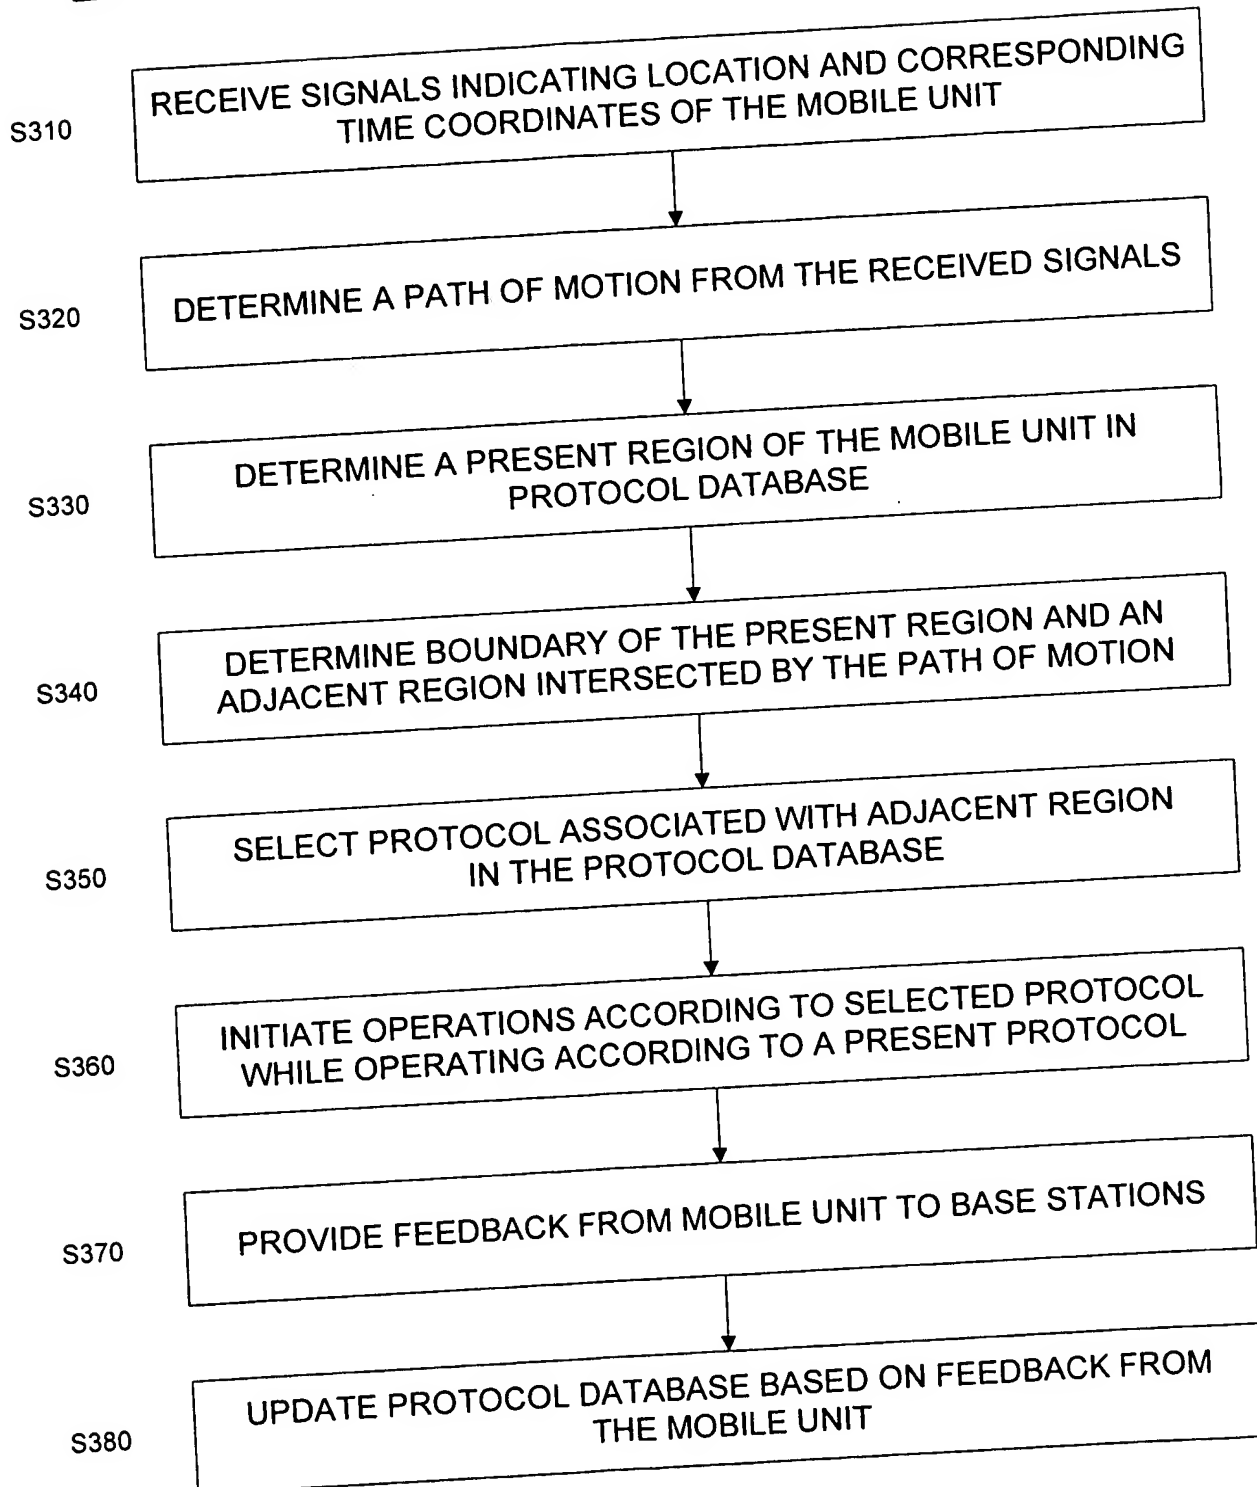 S310
RECEIVE SIGNALS INDICATING LOCATION AND CORRESPONDING
TIME COORDINATES OF THE MOBILE UNIT
S320
DETERMINE A PATH OF MOTION FROM THE RECEIVED SIGNALS
S330
DETERMINE A PRESENT REGION OF THE MOBILE UNIT IN
PROTOCOL DATABASE
S340
DETERMINE BOUNDARY OF THE PRESENT REGION AND AN
ADJACENT REGION INTERSECTED BY THE PATH OF MOTION
S350
SELECT PROTOCOL ASSOCIATED WITH ADJACENT REGION
IN THE PROTOCOL DATABASE
S360
INITIATE OPERATIONS ACCORDING TO SELECTED PROTOCOL
WHILE OPERATING ACCORDING TO A PRESENT PROTOCOL
S370
PROVIDE FEEDBACK FROM MOBILE UNIT TO BASE STATIONS
S380
UPDATE PROTOCOL DATABASE BASED ON FEEDBACK FROM
THE MOBILE UNIT